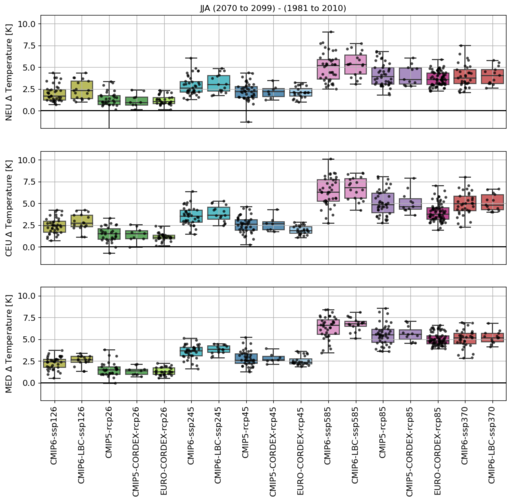 JJA (2070 to 2099) - (1981 to 2010)
NEU Δ Temperature [K]
10.0
7.5
5.0
2.5
0.0
CEU Δ Temperature [K]
10.0
7.5
5.0
2.5
0.0
MED Δ Temperature [K]
10.0
7.5
5.0
2.5
0.0
CMIP6-ssp126
CMIP6-LBC-ssp126
CMIP5-rcp26
CMIP5-CORDEX-rcp26
EURO-CORDEX-rcp26
CMIP6-ssp245
CMIP6-LBC-ssp245
CMIP5-rcp45
CMIP5-CORDEX-rcp45
EURO-CORDEX-rcp45
CMIP6-ssp585
CMIP6-LBC-ssp585
CMIP5-rcp85
CMIP5-CORDEX-rcp85
EURO-CORDEX-rcp85
CMIP6-ssp370
CMIP6-LBC-ssp370